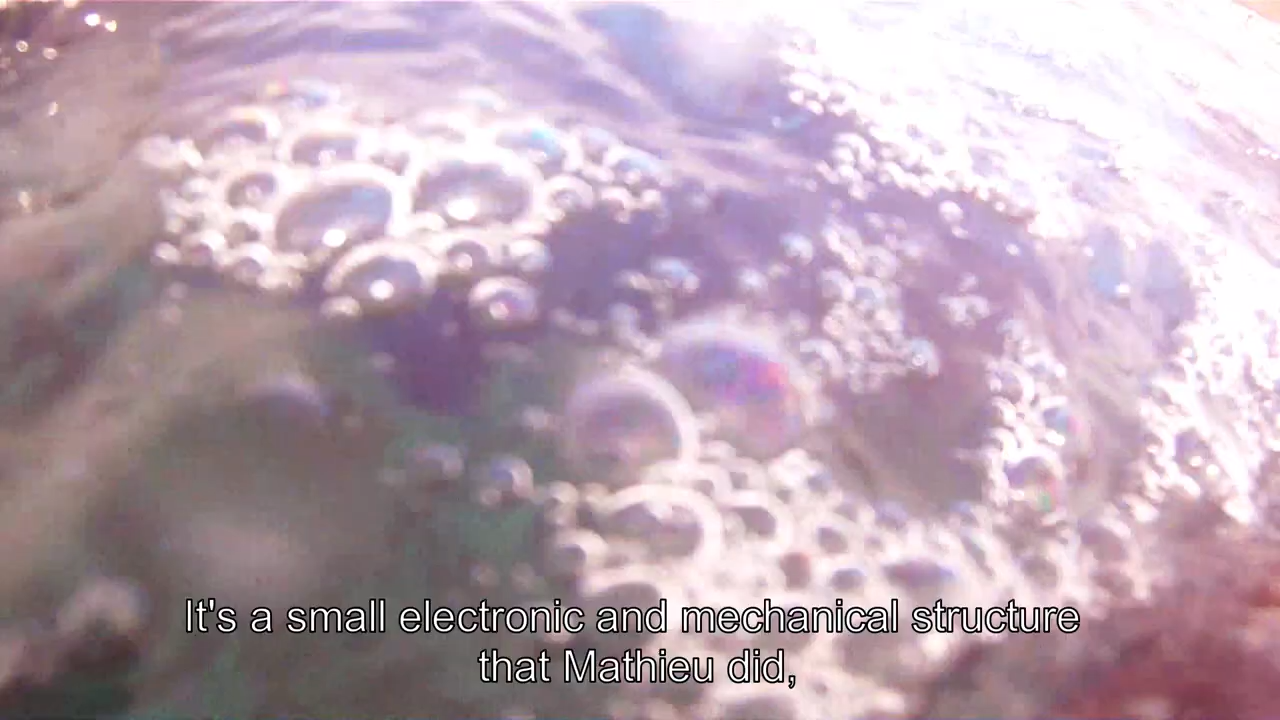 It's a small electronic and mechanical structure
that Mathieu did,